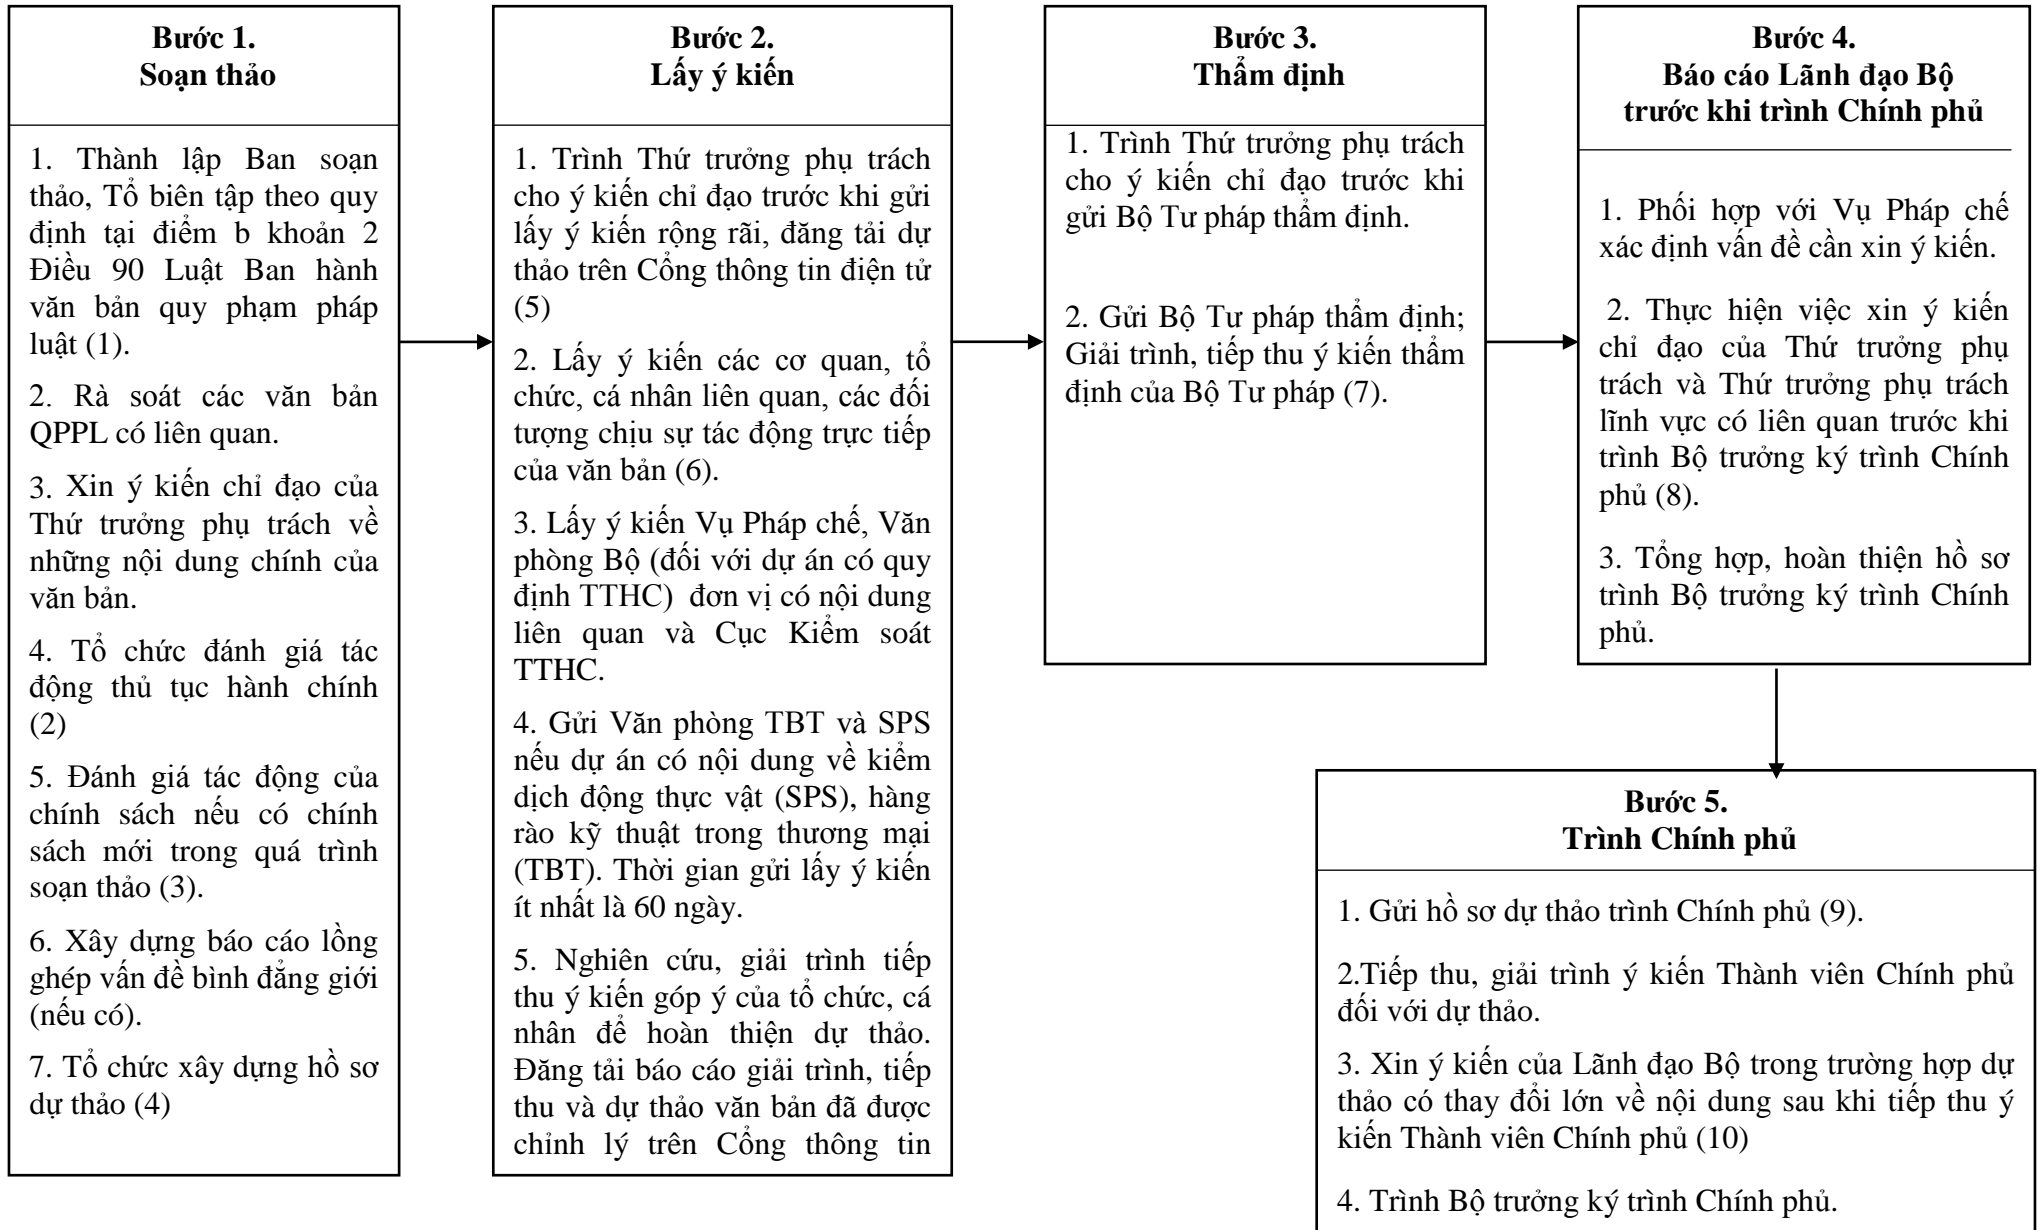 Bước 1.
Soạn thảo
1. Thành lập Ban soạn
thảo, Tổ biên tập theo quy
định tại điểm b khoản 2
Điều 90 Luật Ban hành
văn bản quy phạm pháp
luật (1).
2. Rà soát các văn bản
QPPL có liên quan.
3. Xin ý kiến chỉ đạo của
Thứ trưởng phụ trách về
những nội dung chính của
văn bản.
4. Tổ chức đánh giá tác
động thủ tục hành chính
(2)
5. Đánh giá tác động của
chính sách nếu có chính
sách mới trong quá trình
soạn thảo (3).
6. Xây dựng báo cáo lồng
ghép vấn đề bình đẳng giới
(nếu có).
7. Tổ chức xây dựng hồ sơ
dự thảo (4)
Bước 2.
Lấy ý kiến
1. Trình Thứ trưởng phụ trách
cho ý kiến chỉ đạo trước khi gửi
lấy ý kiến rộng rãi, đăng tải dự
thảo trên Cổng thông tin điện tử
(5)
2. Lấy ý kiến các cơ quan, tổ
chức, cá nhân liên quan, các đối
tượng chịu sự tác động trực tiếp
của văn bản (6).
3. Lấy ý kiến Vụ Pháp chế, Văn
phòng Bộ (đối với dự án có quy
định TTHC) đơn vị có nội dung
liên quan và Cục Kiểm soát
TTHC.
4. Gửi Văn phòng TBT và SPS
nếu dự án có nội dung về kiểm
dịch động thực vật (SPS), hàng
rào kỹ thuật trong thương mại
(TBT). Thời gian gửi lấy ý kiến
ít nhất là 60 ngày.
5. Nghiên cứu, giải trình tiếp
thu ý kiến góp ý của tổ chức, cá
nhân để hoàn thiện dự thảo.
Đăng tải báo cáo giải trình, tiếp
thu và dự thảo văn bản đã được
chỉnh lý trên Cổng thông tin
Bước 3.
Thẩm định
1. Trình Thứ trưởng phụ trách
cho ý kiến chỉ đạo trước khi
gửi Bộ Tư pháp thẩm định.
2. Gửi Bộ Tư pháp thẩm định;
Giải trình, tiếp thu ý kiến thẩm
định của Bộ Tư pháp (7).
Bước 4.
Báo cáo Lãnh đạo Bộ
trước khi trình Chính phủ
1. Phối hợp với Vụ Pháp chế
xác định vấn đề cần xin ý kiến.
2. Thực hiện việc xin ý kiến
chỉ đạo của Thứ trưởng phụ
trách và Thứ trưởng phụ trách
lĩnh vực có liên quan trước khi
trình Bộ trưởng ký trình Chính
phủ (8).
3. Tổng hợp, hoàn thiện hồ sơ
trình Bộ trưởng ký trình Chính
phủ.
Bước 5.
Trình Chính phủ
1. Gửi hồ sơ dự thảo trình Chính phủ (9).
2.Tiếp thu, giải trình ý kiến Thành viên Chính phủ
đối với dự thảo.
3. Xin ý kiến của Lãnh đạo Bộ trong trường hợp dự
thảo có thay đổi lớn về nội dung sau khi tiếp thu ý
kiến Thành viên Chính phủ (10)
4. Trình Bộ trưởng ký trình Chính phủ.